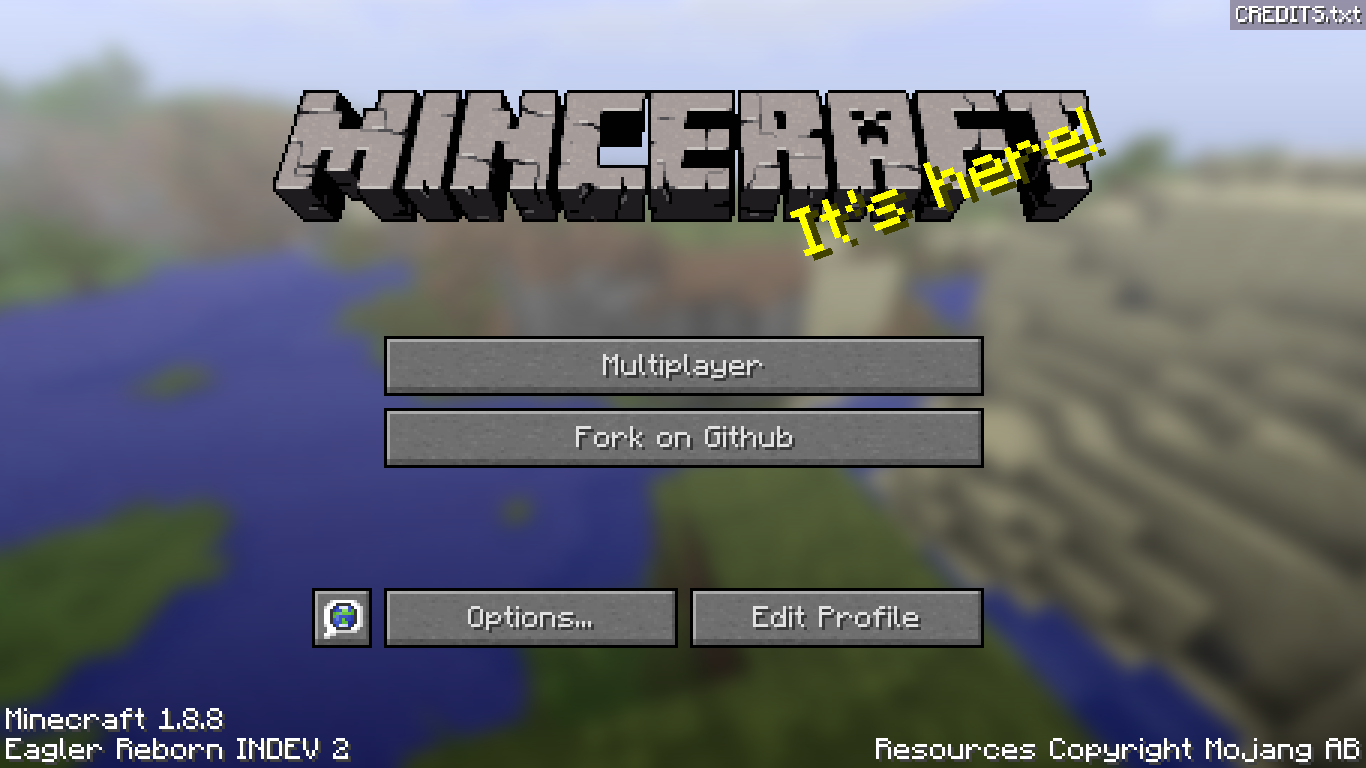 CREDITS.txt
MINCERAFT
It's here!
Multiplayer
Fork on Github
Options...
Edit Profile
Minecraft 1.8.8
Eagler Reborn INDEV 2
Resources Copyright Mojang AB